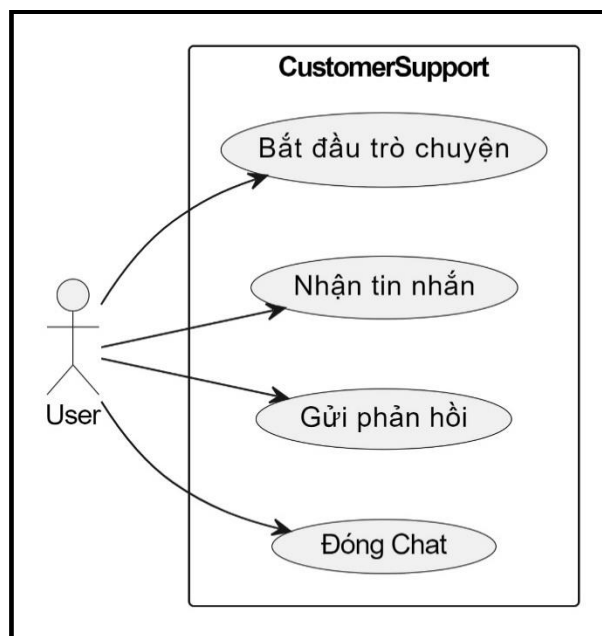 CustomerSupport
Bắt đầu trò chuyện
Nhận tin nhắn
User
Gửi phản hồi
Đóng Chat